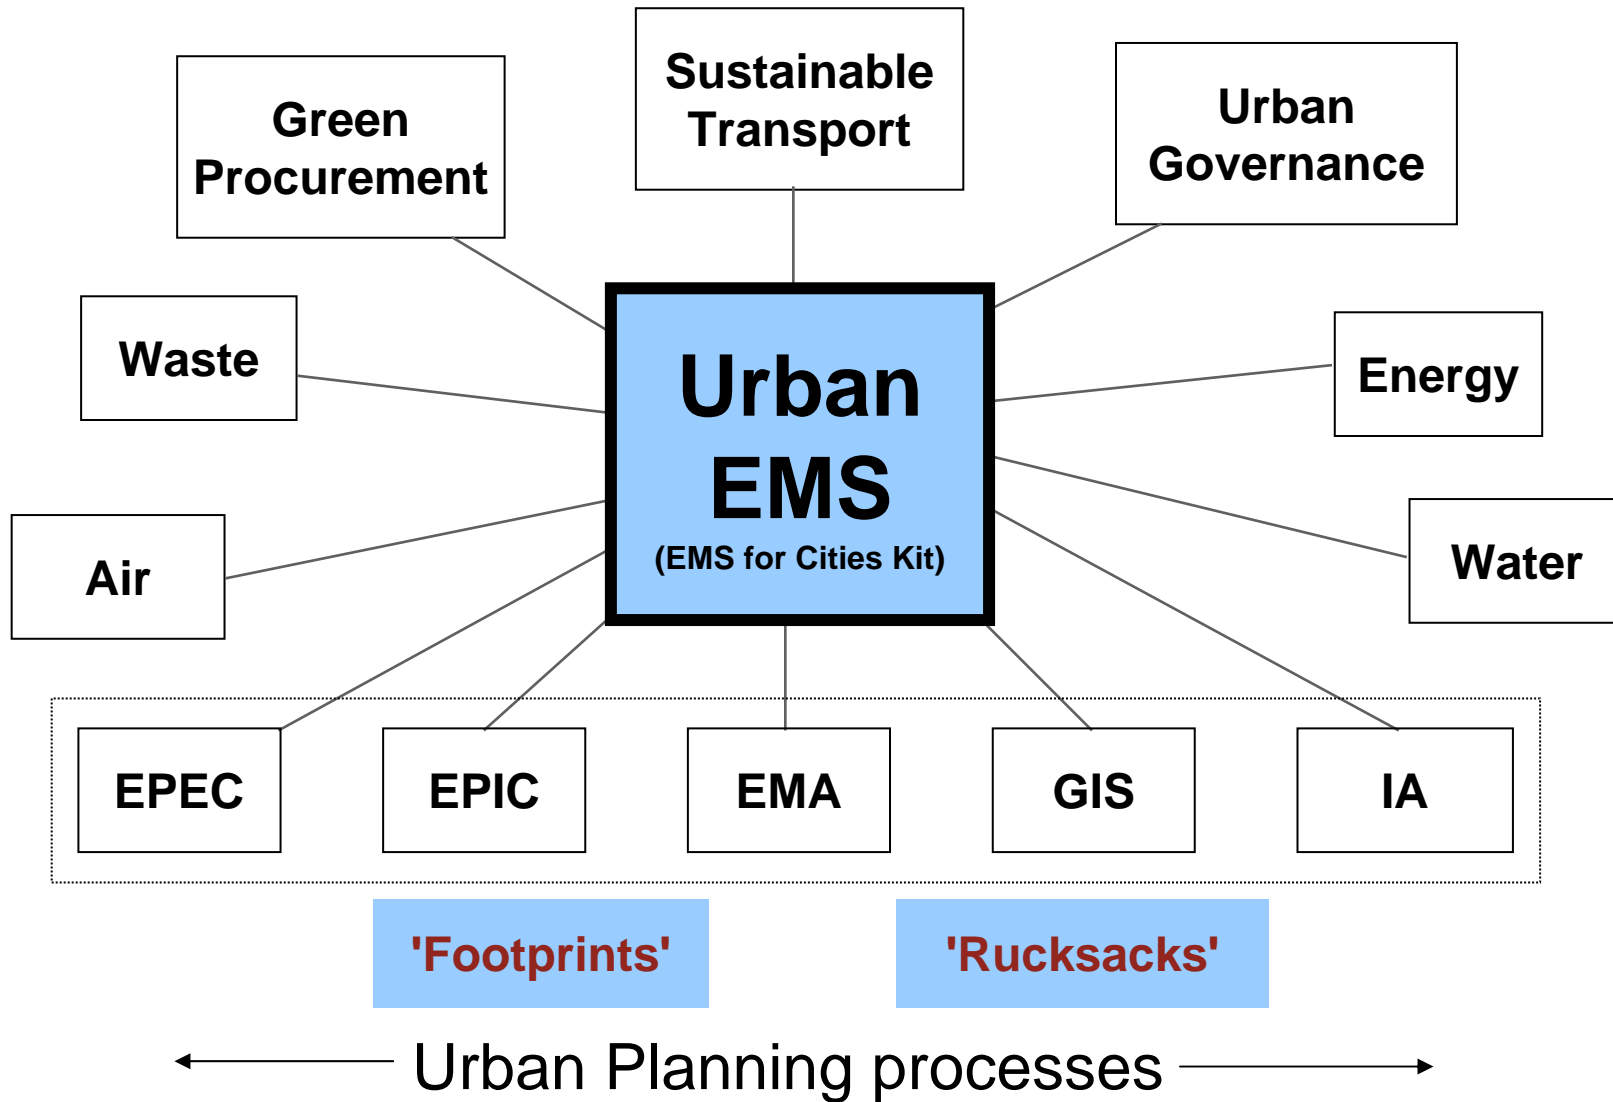 Sustainable
Transport
Green
Procurement
Urban
Governance
Waste
Urban
EMS
(EMS for Cities Kit)
Energy
Air
Water
EPEC
EPIC
EMA
GIS
IA
'Footprints'
'Rucksacks'
Urban Planning processes